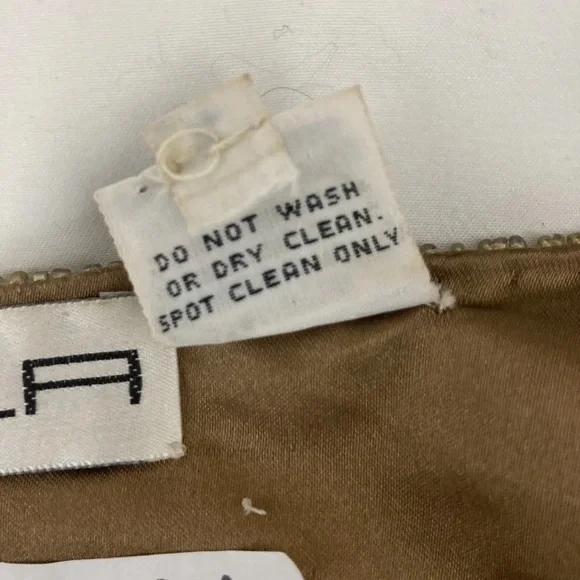 DO NOT WASH
OR DRY CLEAN.
SPOT CLEAN ONLY
LA